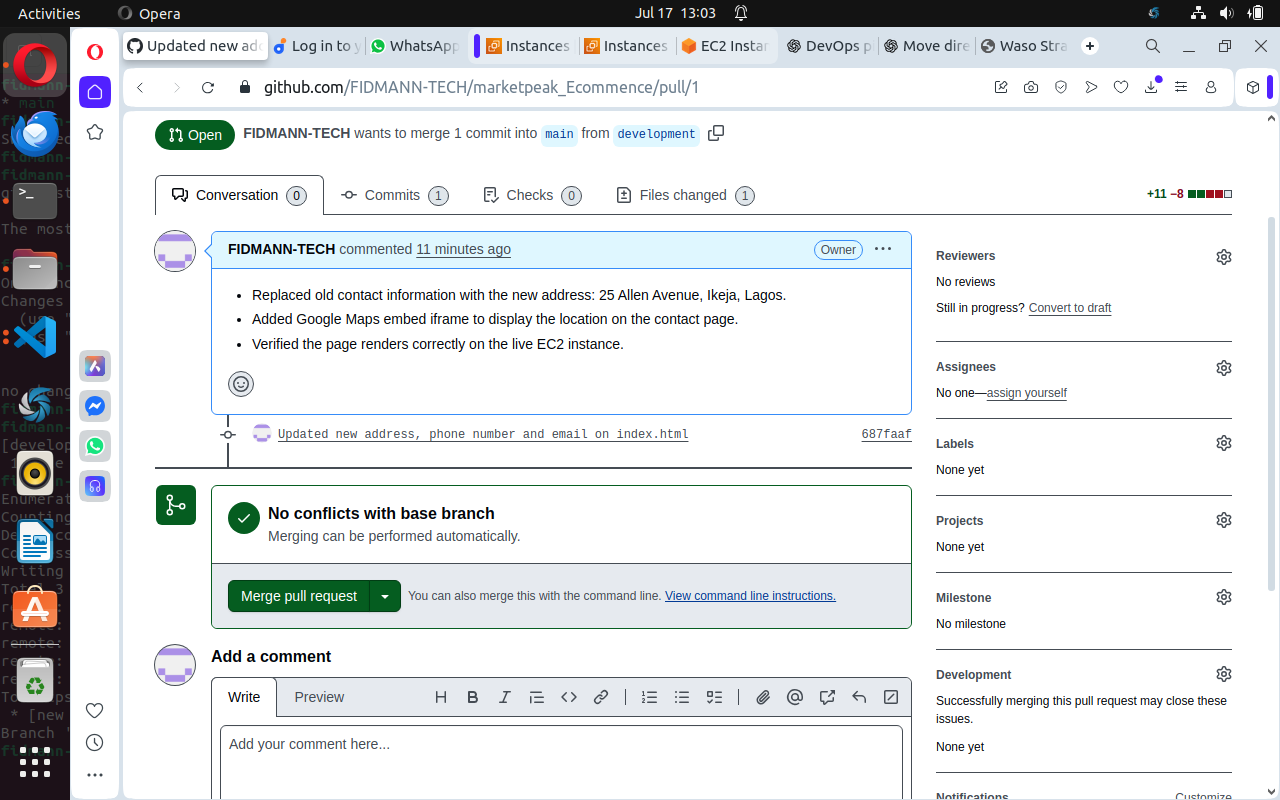 Activities
Opera
Jul 17 13:03
Updated new add
Log in to y
WhatsApp
Instances
Instances
EC2 Instan
DevOps p
Move dire
Waso Stra
github.com/FIDMANN-TECH/marketpeak_Ecommence/pull/1
Open
FIDMANN-TECH wants to merge 1 commit into main from development
Conversation 0
Commits 1
Checks 0
Files changed 1
+11 −8
FIDMANN-TECH commented 11 minutes ago
Owner
Replaced old contact information with the new address: 25 Allen Avenue, Ikeja, Lagos.
Added Google Maps embed iframe to display the location on the contact page.
Verified the page renders correctly on the live EC2 instance.
Updated new address, phone number and email on index.html
687faaf
No conflicts with base branch
Merging can be performed automatically.
Merge pull request
You can also merge this with the command line. View command line instructions.
Add a comment
Write
Preview
Add your comment here...
Reviewers
No reviews
Still in progress? Convert to draft
Assignees
No one—assign yourself
Labels
None yet
Projects
None yet
Milestone
No milestone
Development
Successfully merging this pull request may close these
issues.
None yet
Notifications
Customize